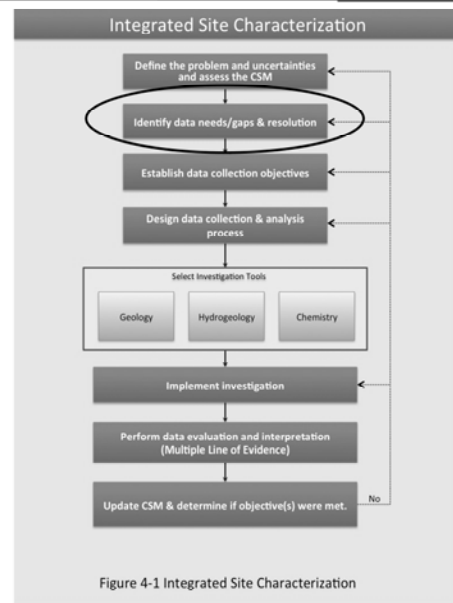 Integrated Site Characterization
Define the problem and uncertainties
and assess the CSM
Identify data needs/gaps & resolution
Establish data collection objectives
Design data collection & analysis
process
Select Investigation Tools
Geology
Hydrogeology
Chemistry
Implement investigation
Perform data evaluation and interpretation
(Multiple Line of Evidence)
Update CSM & determine if objective(s) were met.
No
Figure 4-1 Integrated Site Characterization